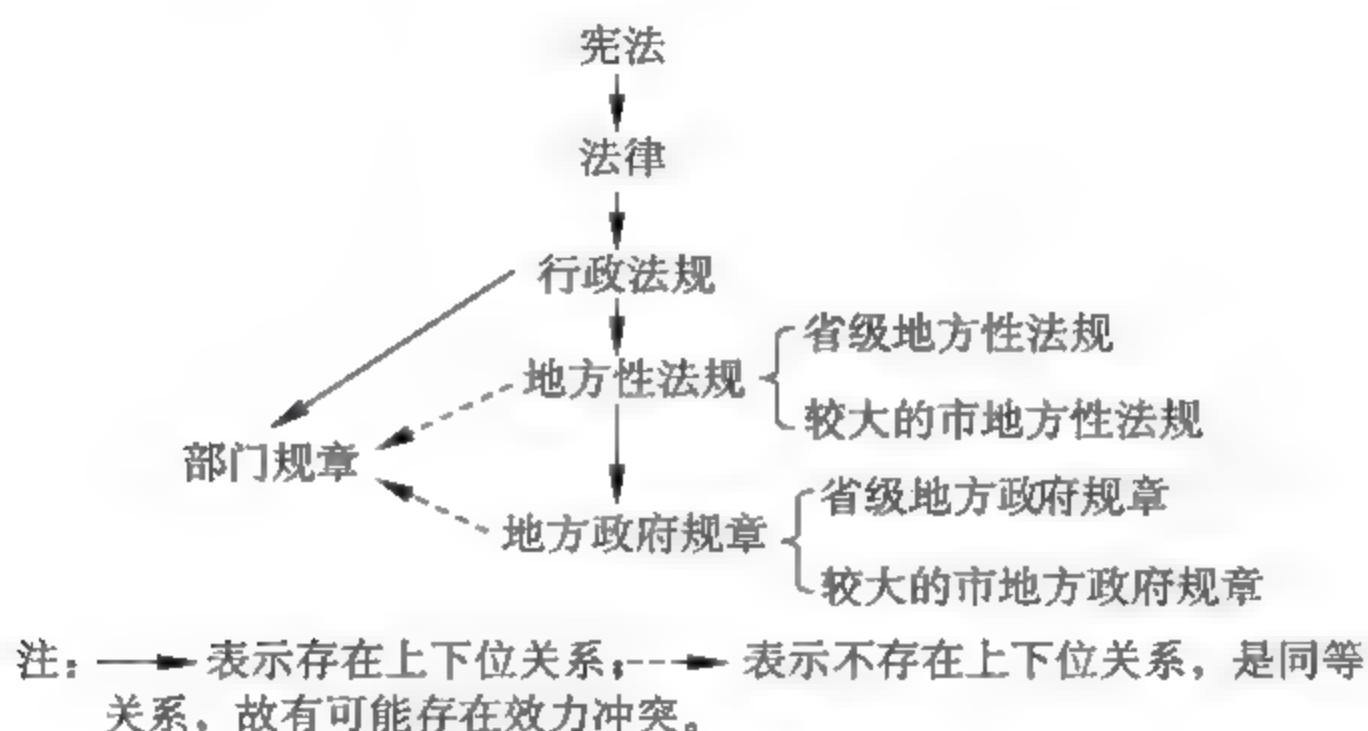 宪法
法律
行政法规
省级地方性法规
地方性法规
较大的市地方性法规
部门规章
省级地方政府规章
地方政府规章
较大的市地方政府规章
注：表示存在上下位关系；表示不存在上下位关系，是同等
关系，故有可能存在效力冲突。